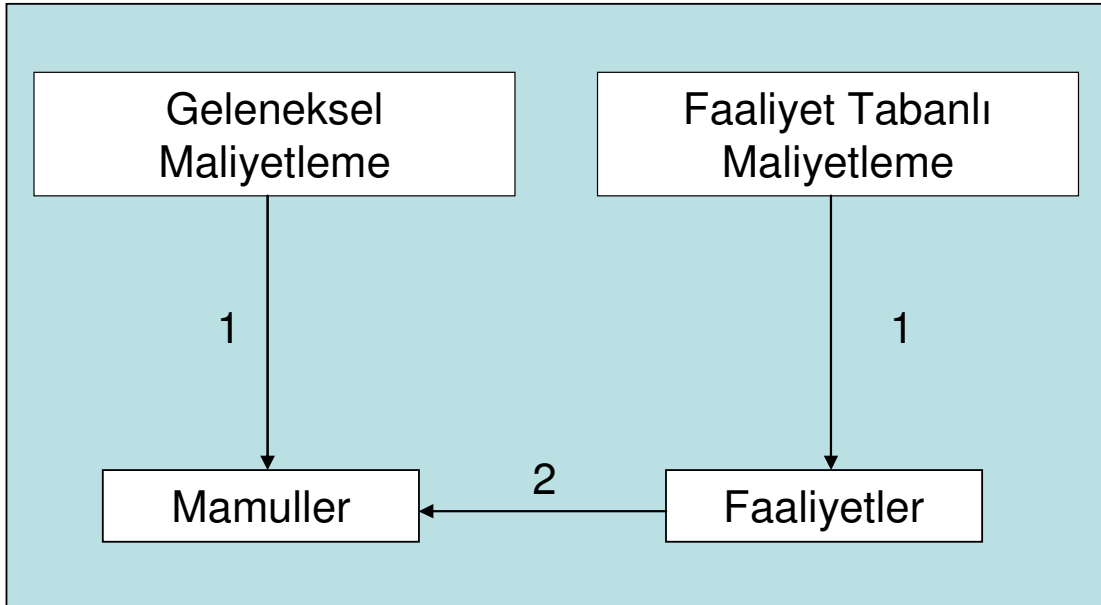 Geleneksel
Maliyetleme
Faaliyet Tabanlı
Maliyetleme
1
1
2
Mamuller
Faaliyetler